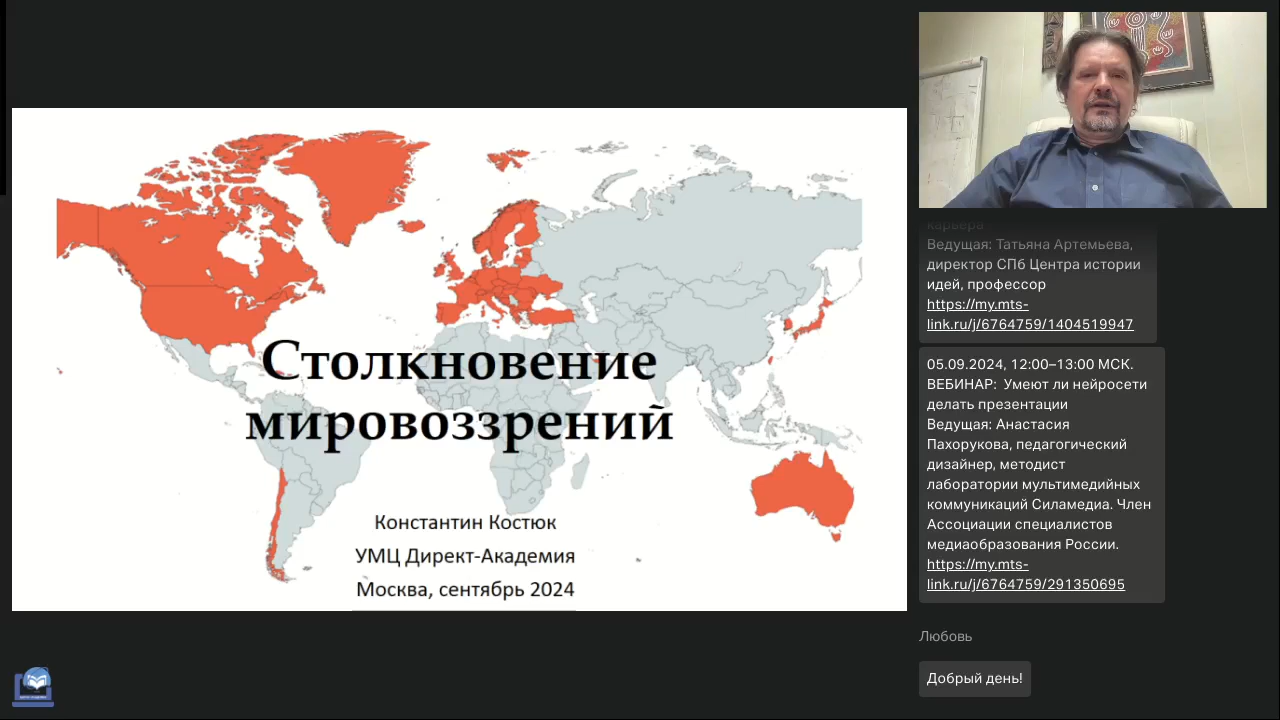 Столкновение
мировоззрений
Константин Костюк
УМЦ Директ-Академия
Москва, сентябрь 2024
карьера
Ведущая: Татьяна Артемьева,
директор СПб Центра истории
идей, профессор
https://my.mts-
link.ru/j/6764759/1404519947
05.09.2024, 12:00–13:00 МСК.
ВЕБИНАР:  Умеют ли нейросети
делать презентации
Ведущая: Анастасия
Пахорукова, педагогический
дизайнер, методист
лаборатории мультимедийных
коммуникаций Силамедиа. Член
Ассоциации специалистов
медиаобразования России.
https://my.mts-
link.ru/j/6764759/291350695
Любовь
Добрый день!